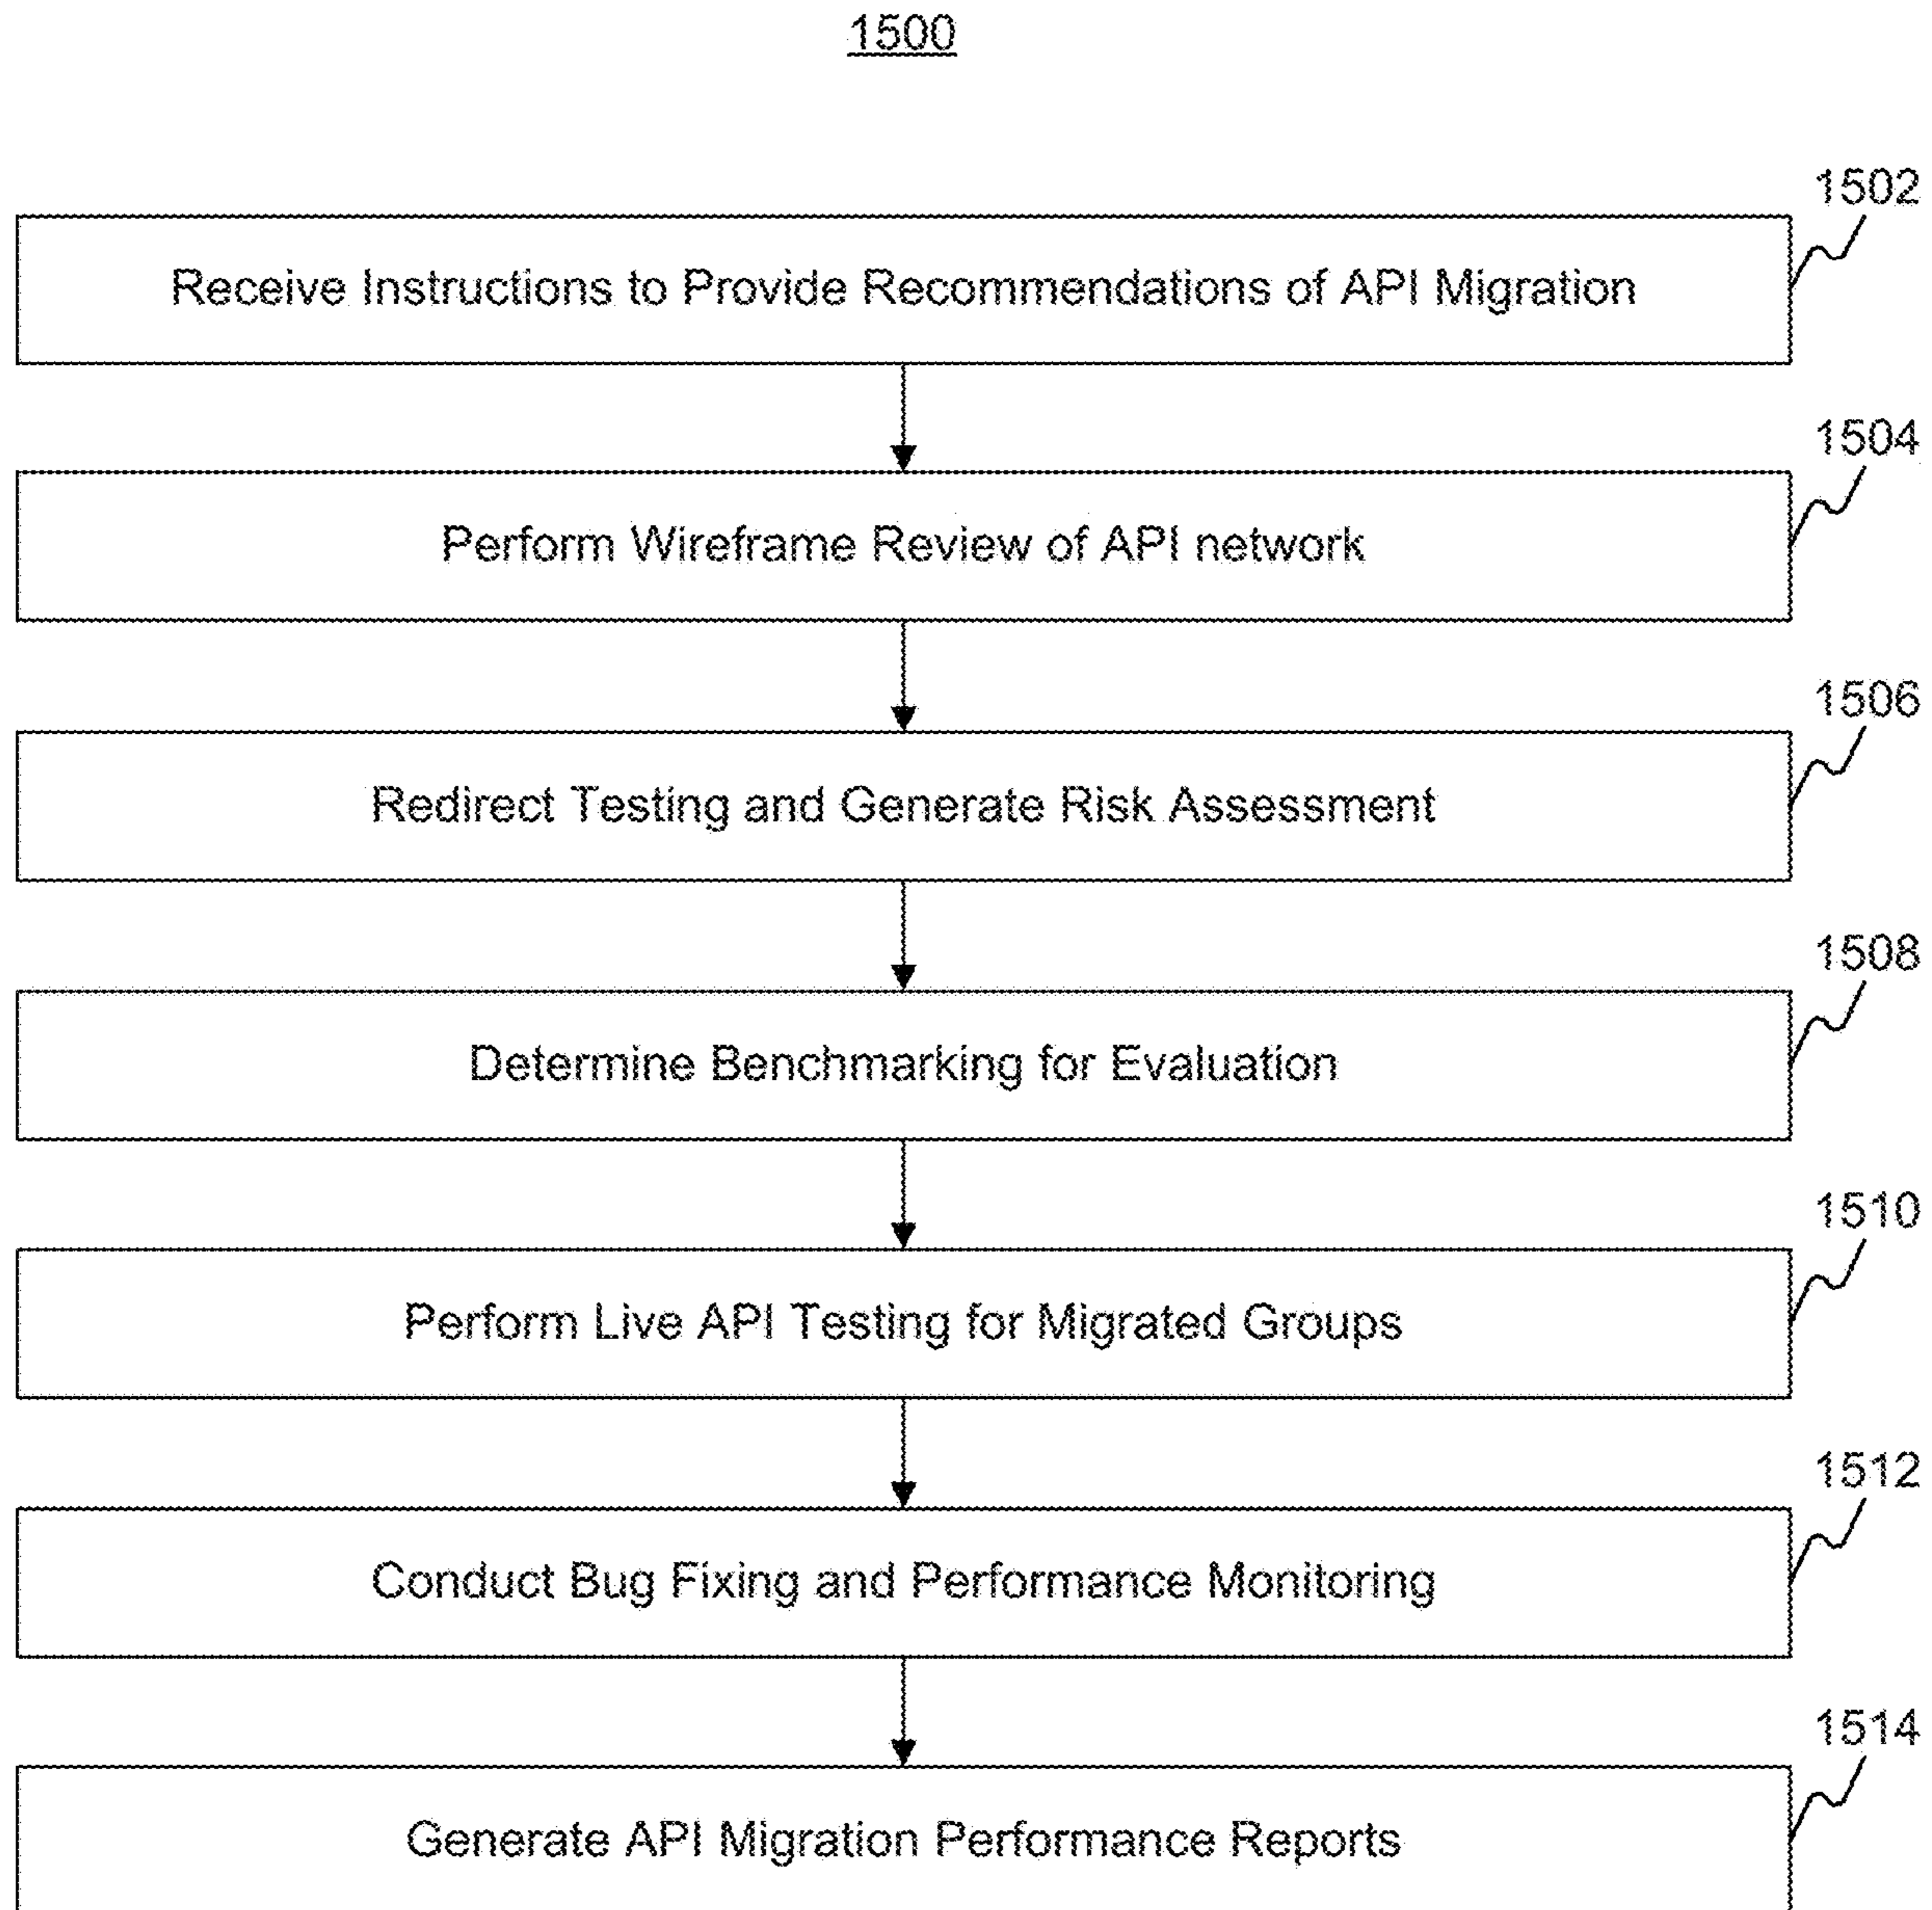 1500
1502
Receive Instructions to Provide Recommendations of API Migration
1504
Perform Wireframe Review of API network
1506
Redirect Testing and Generate Risk Assessment
1508
Determine Benchmarking for Evaluation
1510
Perform Live API Testing for Migrated Groups
1512
Conduct Bug Fixing and Performance Monitoring
1514
Generate API Migration Performance Reports